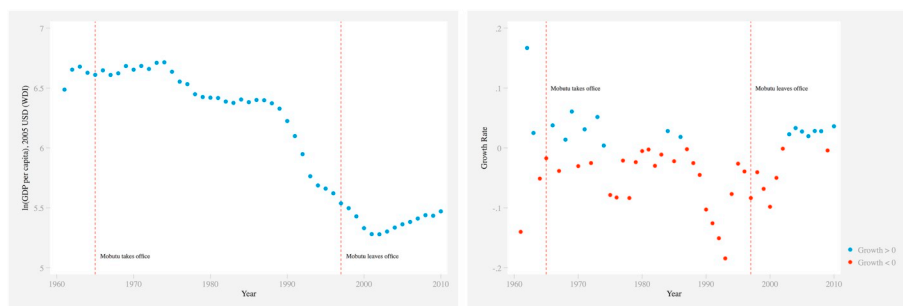 7
6.5
6
5.5
5
ln(GDP per capita), 2005 USD (WDI)
Mobutu takes office
Mobutu leaves office
1960
1970
1980
1990
2000
2010
Year
.2
.1
0
-.1
-.2
Growth Rate
Mobutu takes office
Mobutu leaves office
1960
1970
1980
1990
2000
2010
Year
Growth > 0
Growth < 0